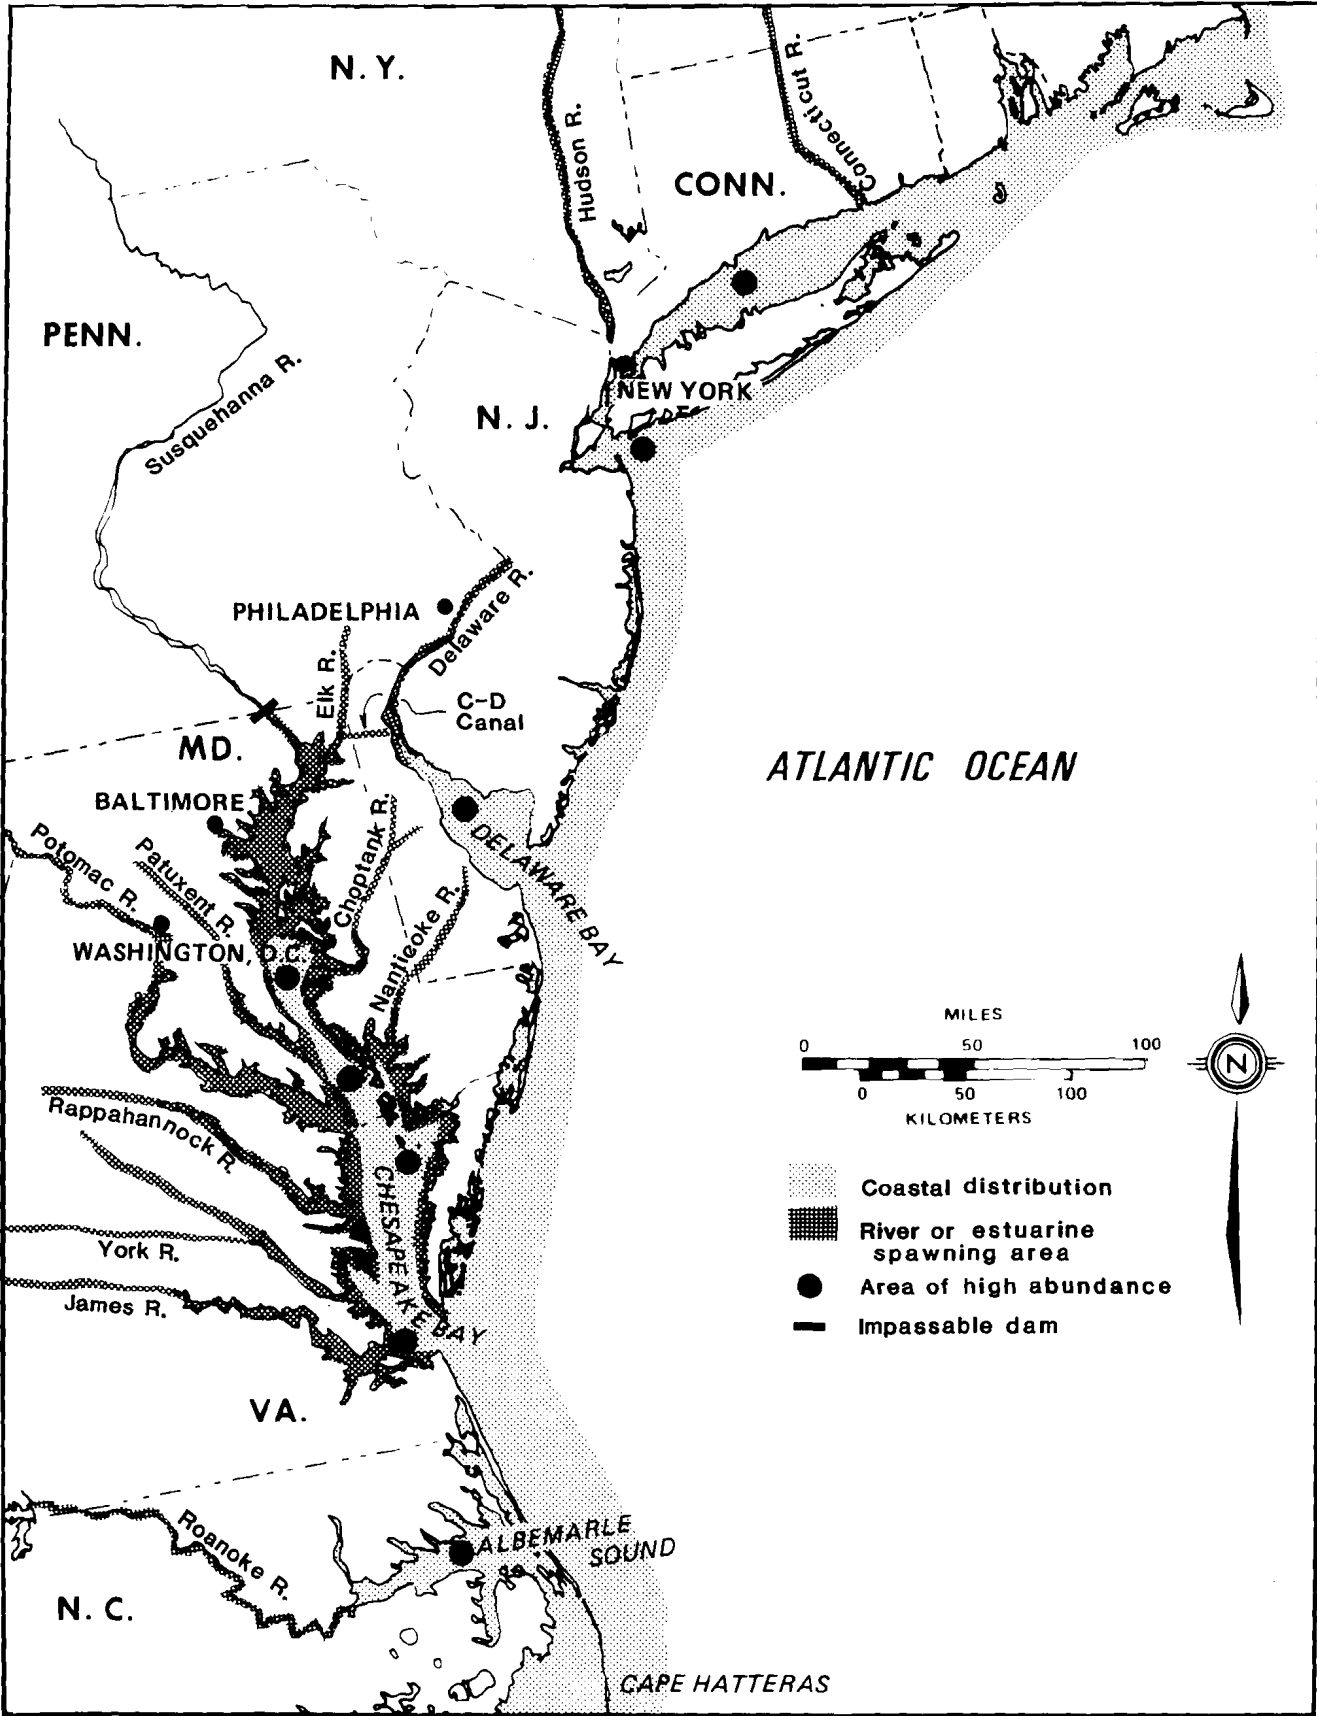 N. Y.
Hudson R.
Connecticut R.
CONN.
PENN.
Susquehanna R.
NEW YORK
N. J.
PHILADELPHIA
Delaware R.
Elk R.
C-D
Canal
MD.
ATLANTIC OCEAN
BALTIMORE
Potomac R.
Patuxent R.
Choptank R.
DELAWARE BAY
Nanticoke R.
WASHINGTON, D.C.
MILES
0 50 100
0 50 100
KILOMETERS
N
Rappahannock R.
CHESAPEAKE BAY
Coastal distribution
River or estuarine
spawning area
Area of high abundance
Impassable dam
York R.
James R.
VA.
Roanoke R.
ALBEMARLE
SOUND
N. C.
CAPE HATTERAS